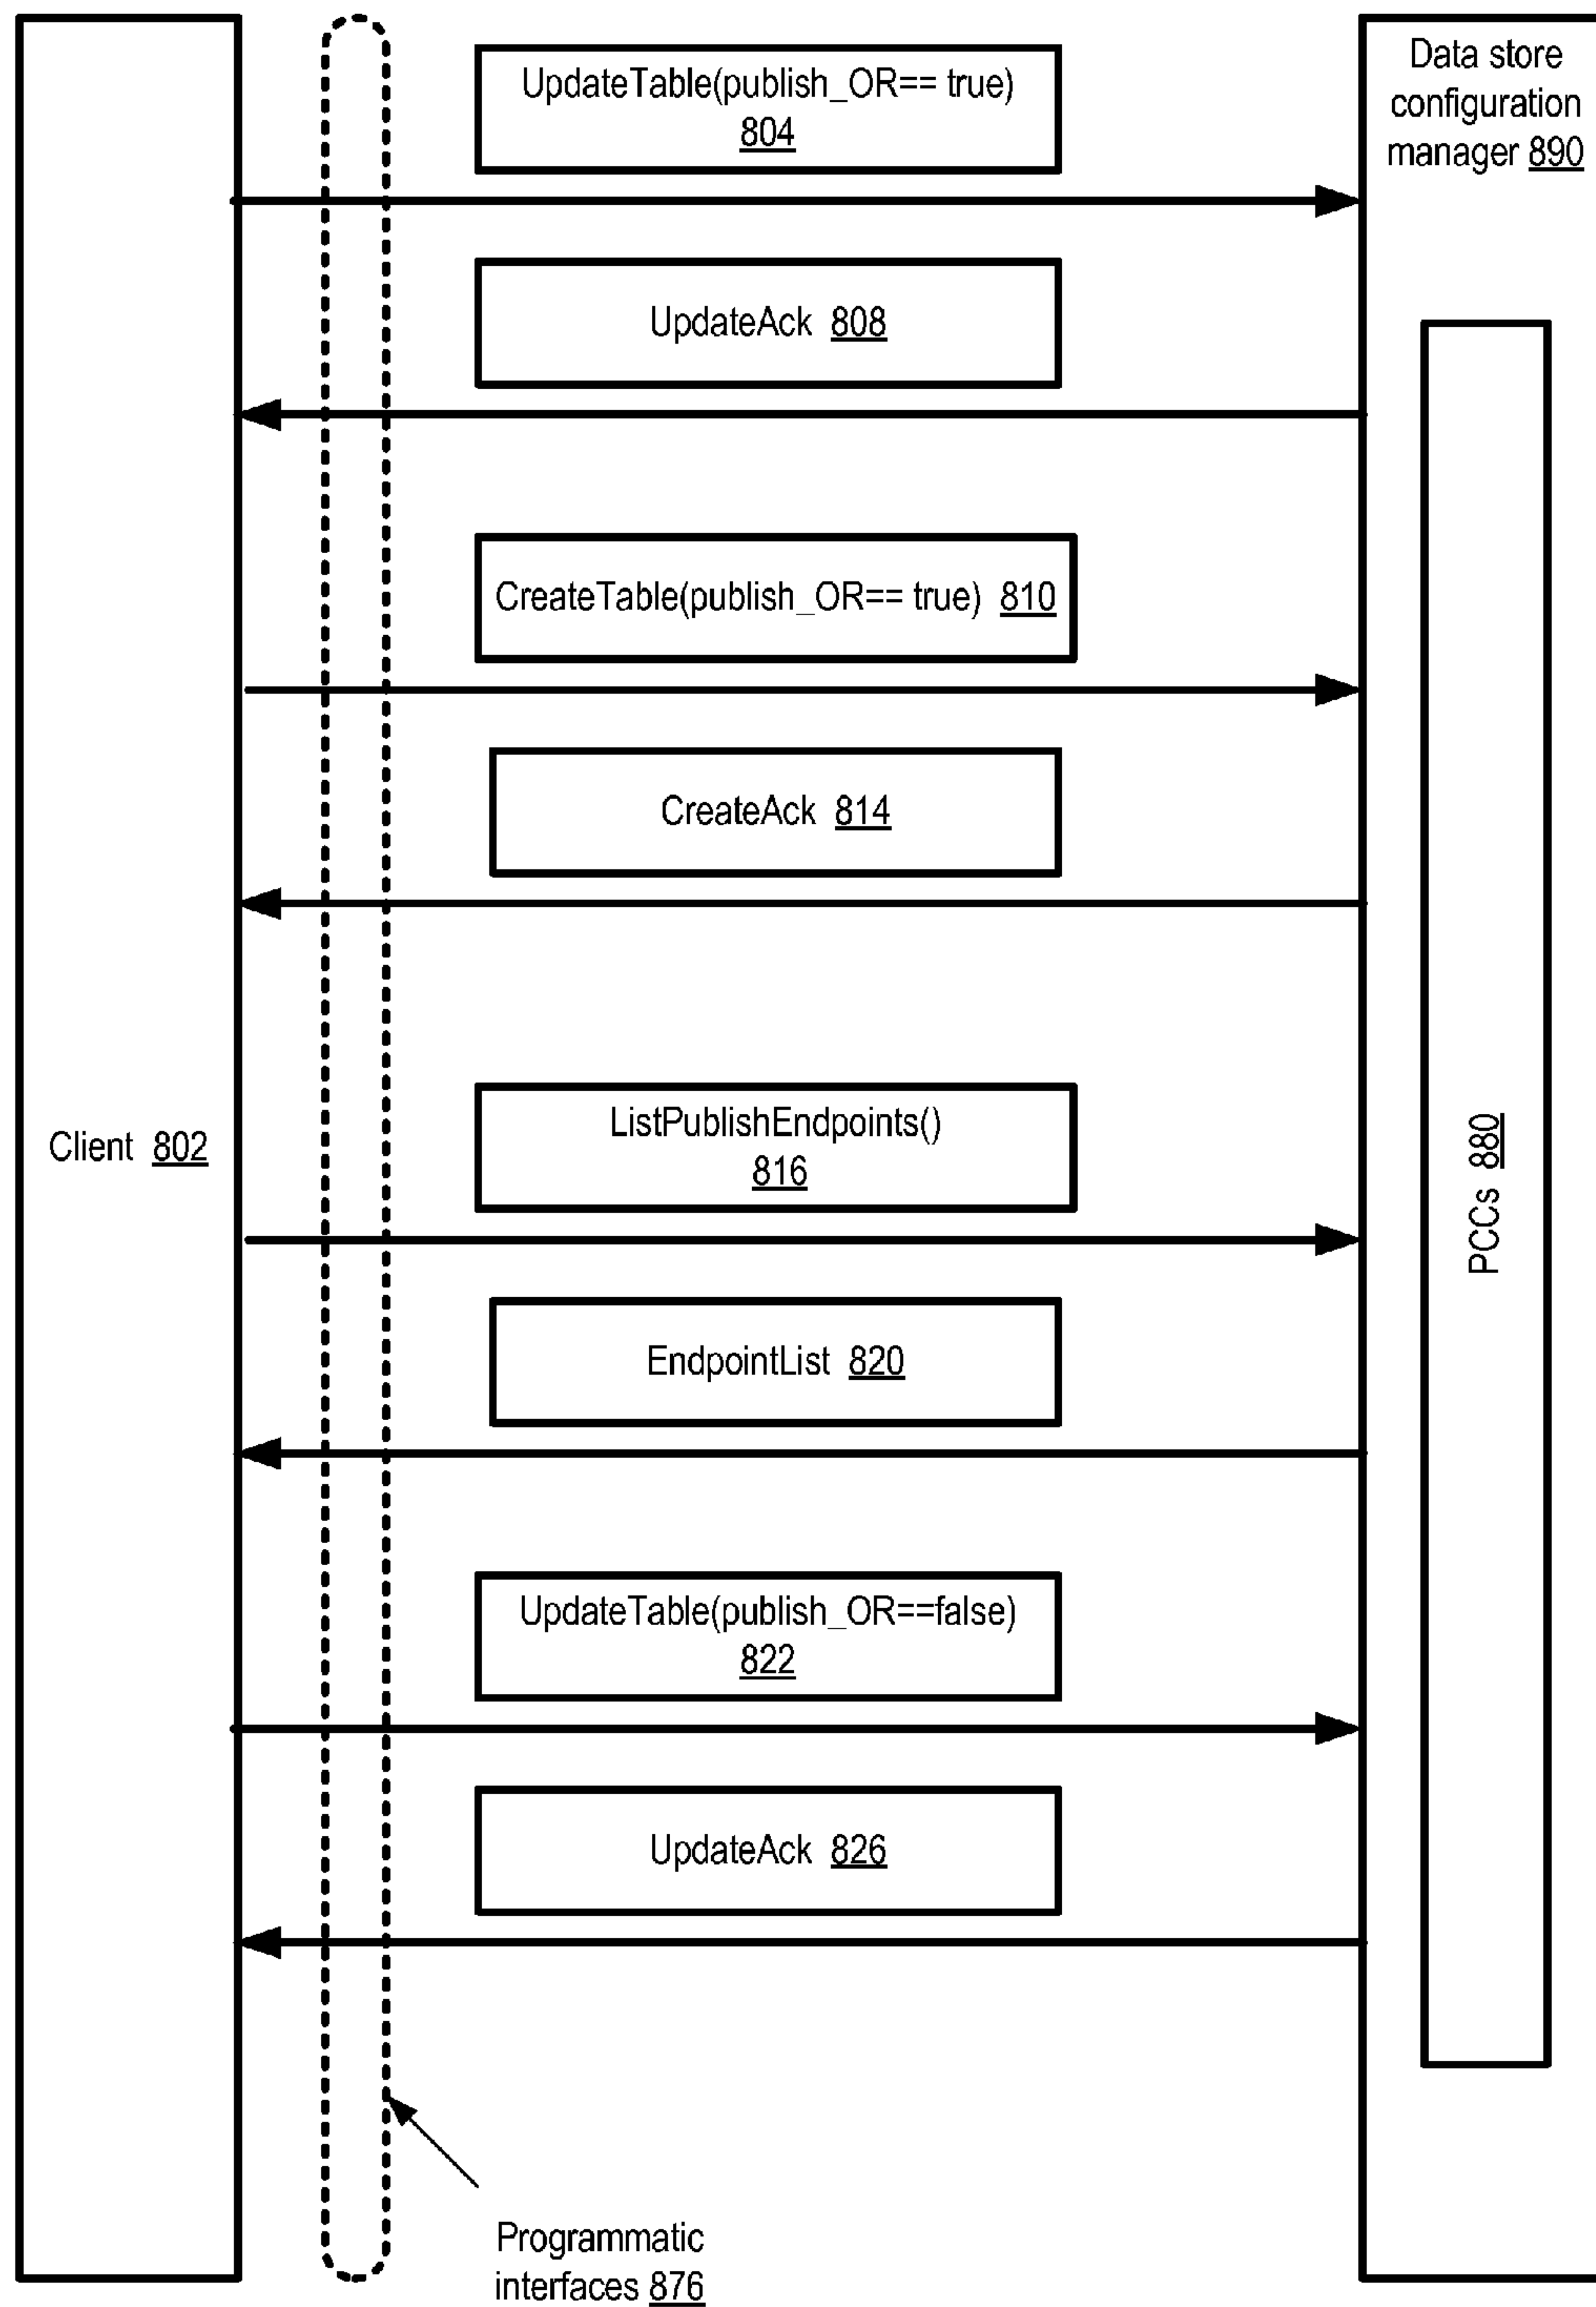 UpdateTable(publish_OR== true)
804
Data store
configuration
manager 890
UpdateAck 808
CreateTable(publish_OR== true) 810
CreateAck 814
Client 802
ListPublishEndpoints()
816
PCCs 880
EndpointList 820
UpdateTable(publish_OR==false)
822
UpdateAck 826
Programmatic
interfaces 876